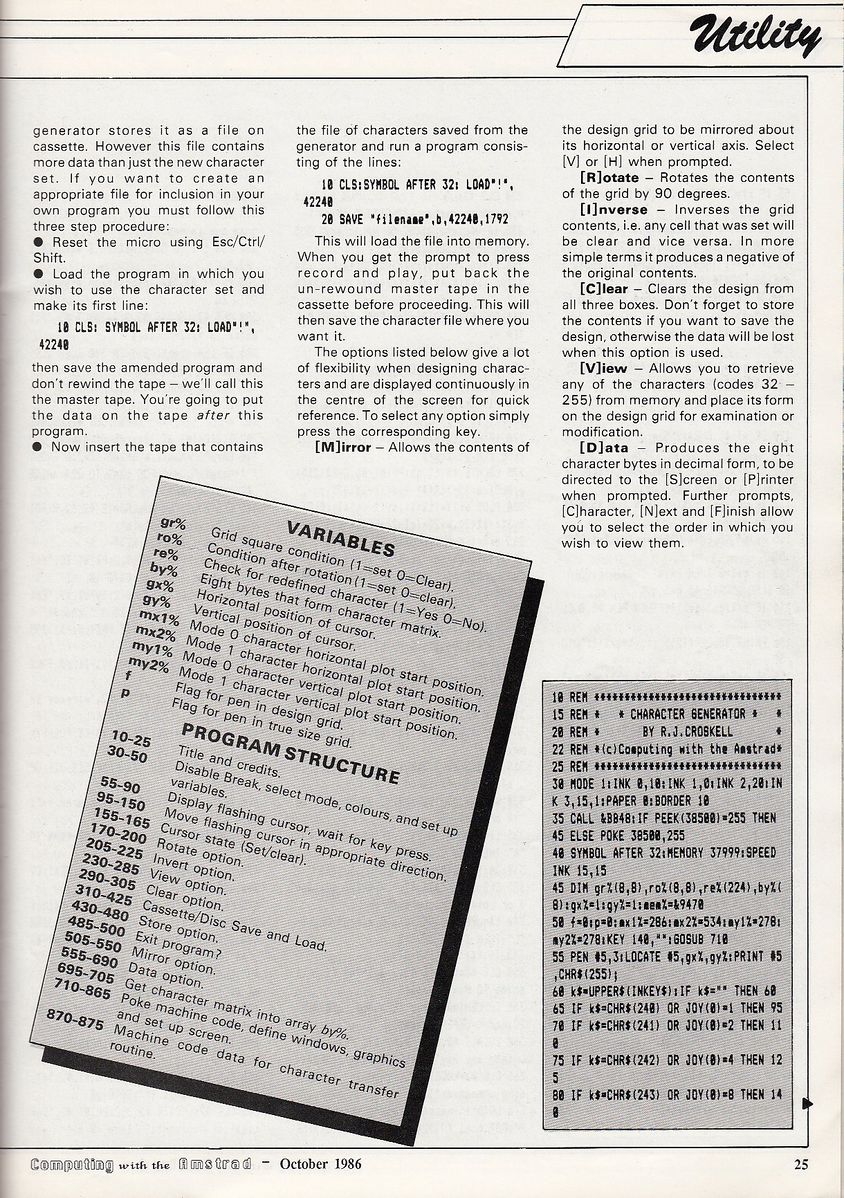 Utility
generator stores it as a file on
cassette. However this file contains
more data than just the new character
set. If you want to create an
appropriate file for inclusion in your
own program you must follow this
three step procedure:
● Reset the micro using Esc/Ctrl/
Shift.
● Load the program in which you
wish to use the character set and
make its first line:
10 CLS: SYMBOL AFTER 32: LOAD"!",
42240
then save the amended program and
don't rewind the tape – we'll call this
the master tape. You're going to put
the data on the tape after this
program.
● Now insert the tape that contains
the file of characters saved from the
generator and run a program consis-
ting of the lines:
10 CLS:SYMBOL AFTER 32: LOAD"!",
42240
20 SAVE "filename",b,42240,1792
This will load the file into memory.
When you get the prompt to press
record and play, put back the
un-rewound master tape in the
cassette before proceeding. This will
then save the character file where you
want it.
The options listed below give a lot
of flexibility when designing charac-
ters and are displayed continuously in
the centre of the screen for quick
reference. To select any option simply
press the corresponding key.
[M]irror – Allows the contents of
the design grid to be mirrored about
its horizontal or vertical axis. Select
[V] or [H] when prompted.
[R]otate – Rotates the contents
of the grid by 90 degrees.
[I]nverse – Inverses the grid
contents, i.e. any cell that was set will
be clear and vice versa. In more
simple terms it produces a negative of
the original contents.
[C]lear – Clears the design from
all three boxes. Don't forget to store
the contents if you want to save the
design, otherwise the data will be lost
when this option is used.
[V]iew – Allows you to retrieve
any of the characters (codes 32 –
255) from memory and place its form
on the design grid for examination or
modification.
[D]ata – Produces the eight
character bytes in decimal form, to be
directed to the [S]creen or [P]rinter
when prompted. Further prompts,
[C]haracter, [N]ext and [F]inish allow
you to select the order in which you
wish to view them.
VARIABLES
gr% Grid square condition (1=set 0=Clear).
ro% Condition after rotation (1=set 0=clear).
re% Check for redefined character (1=Yes 0=No).
by% Eight bytes that form character matrix.
gx% Horizontal position of cursor.
gy% Vertical position of cursor.
mx1% Mode 0 character horizontal plot start position.
mx2% Mode 1 character horizontal plot start position.
my1% Mode 0 character vertical plot start position.
my2% Mode 1 character vertical plot start position.
f Flag for pen in design grid.
p Flag for pen in true size grid.
PROGRAM STRUCTURE
10-25 Title and credits.
30-50 Disable Break, select mode, colours, and set up
variables.
55-90 Display flashing cursor, wait for key press.
95-150 Move flashing cursor in appropriate direction.
155-165 Cursor state (Set/clear).
170-200 Rotate option.
205-225 Invert option.
230-285 View option.
290-305 Clear option.
310-425 Cassette/Disc Save and Load.
430-480 Store option.
485-500 Exit program?
505-550 Mirror option.
555-690 Data option.
695-705 Get character matrix into array by%.
710-865 Poke machine code, define windows, graphics
and set up screen.
870-875 Machine code data for character transfer
routine.
10 REM *******************************
15 REM * * CHARACTER GENERATOR * *
20 REM * BY R.J.CROSKELL *
22 REM *(c)Computing with the Amstrad*
25 REM *******************************
30 MODE 1:INK 0,10:INK 1,0:INK 2,20:IN
K 3,15,1:PAPER 0:BORDER 10
35 CALL &BB48:IF PEEK(38500)=255 THEN
45 ELSE POKE 38500,255
40 SYMBOL AFTER 32:MEMORY 37999:SPEED
INK 15,15
45 DIM gr%(8,8),ro%(8,8),re%(224),by%(
8):gx%=1:gy%=1:mem%=&9470
50 f=0:p=0:mx1%=286:mx2%=534:my1%=278:
my2%=278:KEY 140,"":GOSUB 710
55 PEN #5,3:LOCATE #5,gx%,gy%:PRINT #5
,CHR$(255);
60 k$=UPPER$(INKEY$):IF k$="" THEN 60
65 IF k$=CHR$(240) OR JOY(0)=1 THEN 95
70 IF k$=CHR$(241) OR JOY(0)=2 THEN 11
0
75 IF k$=CHR$(242) OR JOY(0)=4 THEN 12
5
80 IF k$=CHR$(243) OR JOY(0)=8 THEN 14
0
Computing with the Amstrad – October 1986
25